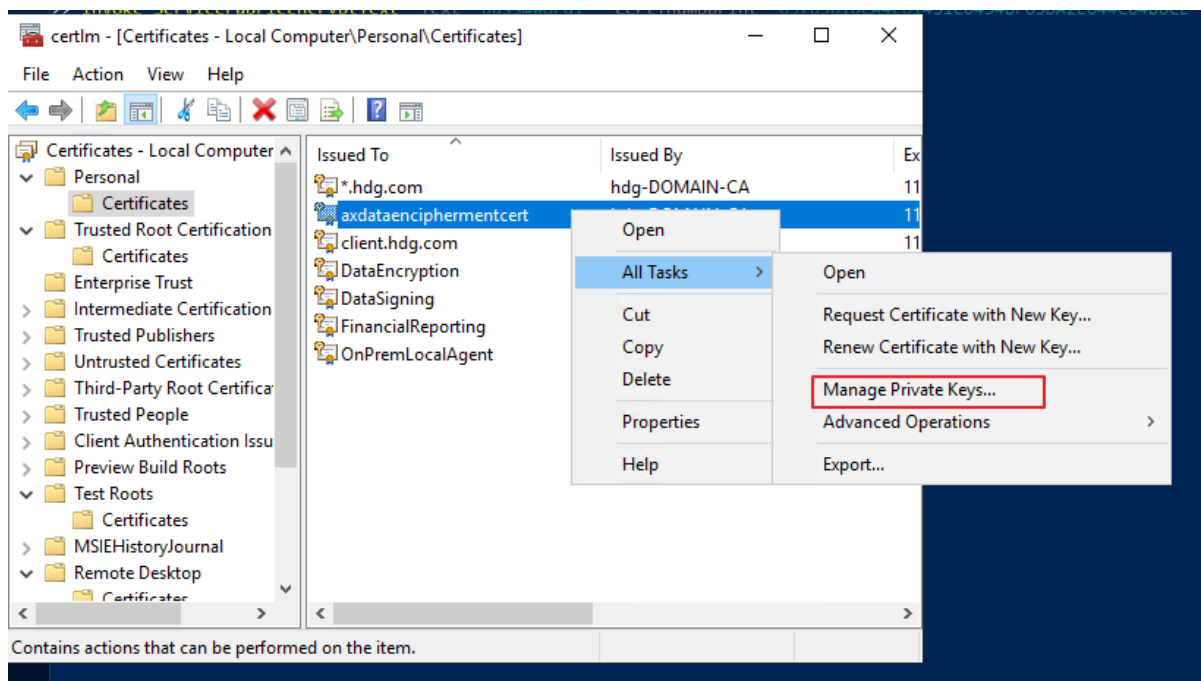 certlm - [Certificates - Local Computer\Personal\Certificates]
File Action View Help
Certificates - Local Computer
Personal
Certificates
Trusted Root Certification
Certificates
Enterprise Trust
Intermediate Certification
Trusted Publishers
Untrusted Certificates
Third-Party Root Certifica
Trusted People
Client Authentication Issu
Preview Build Roots
Test Roots
Certificates
MSIEHistoryJournal
Remote Desktop
Certificates
Issued To Issued By Ex
*.hdg.com hdg-DOMAIN-CA 11
axdataenciphermentcert 11
client.hdg.com 11
DataEncryption
DataSigning
FinancialReporting
OnPremLocalAgent
Open
All Tasks
Cut
Copy
Delete
Properties
Help
Open
Request Certificate with New Key...
Renew Certificate with New Key...
Manage Private Keys...
Advanced Operations
Export...
Contains actions that can be performed on the item.